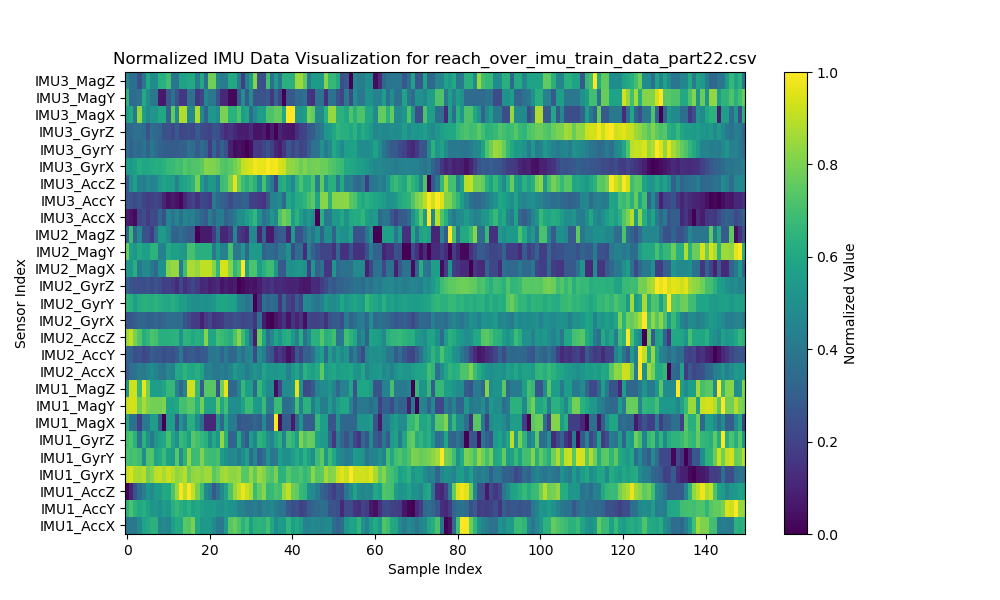 Normalized IMU Data Visualization for reach_over_imu_train_data_part22.csv
IMU3_MagZ
IMU3_MagY
IMU3_MagX
IMU3_GyrZ
IMU3_GyrY
IMU3_GyrX
IMU3_AccZ
IMU3_AccY
IMU3_AccX
IMU2_MagZ
IMU2_MagY
IMU2_MagX
IMU2_GyrZ
IMU2_GyrY
IMU2_GyrX
IMU2_AccZ
IMU2_AccY
IMU2_AccX
IMU1_MagZ
IMU1_MagY
IMU1_MagX
IMU1_GyrZ
IMU1_GyrY
IMU1_GyrX
IMU1_AccZ
IMU1_AccY
IMU1_AccX
Sensor Index
0 20 40 60 80 100 120 140
Sample Index
1.0
0.8
0.6
0.4
0.2
0.0
Normalized Value